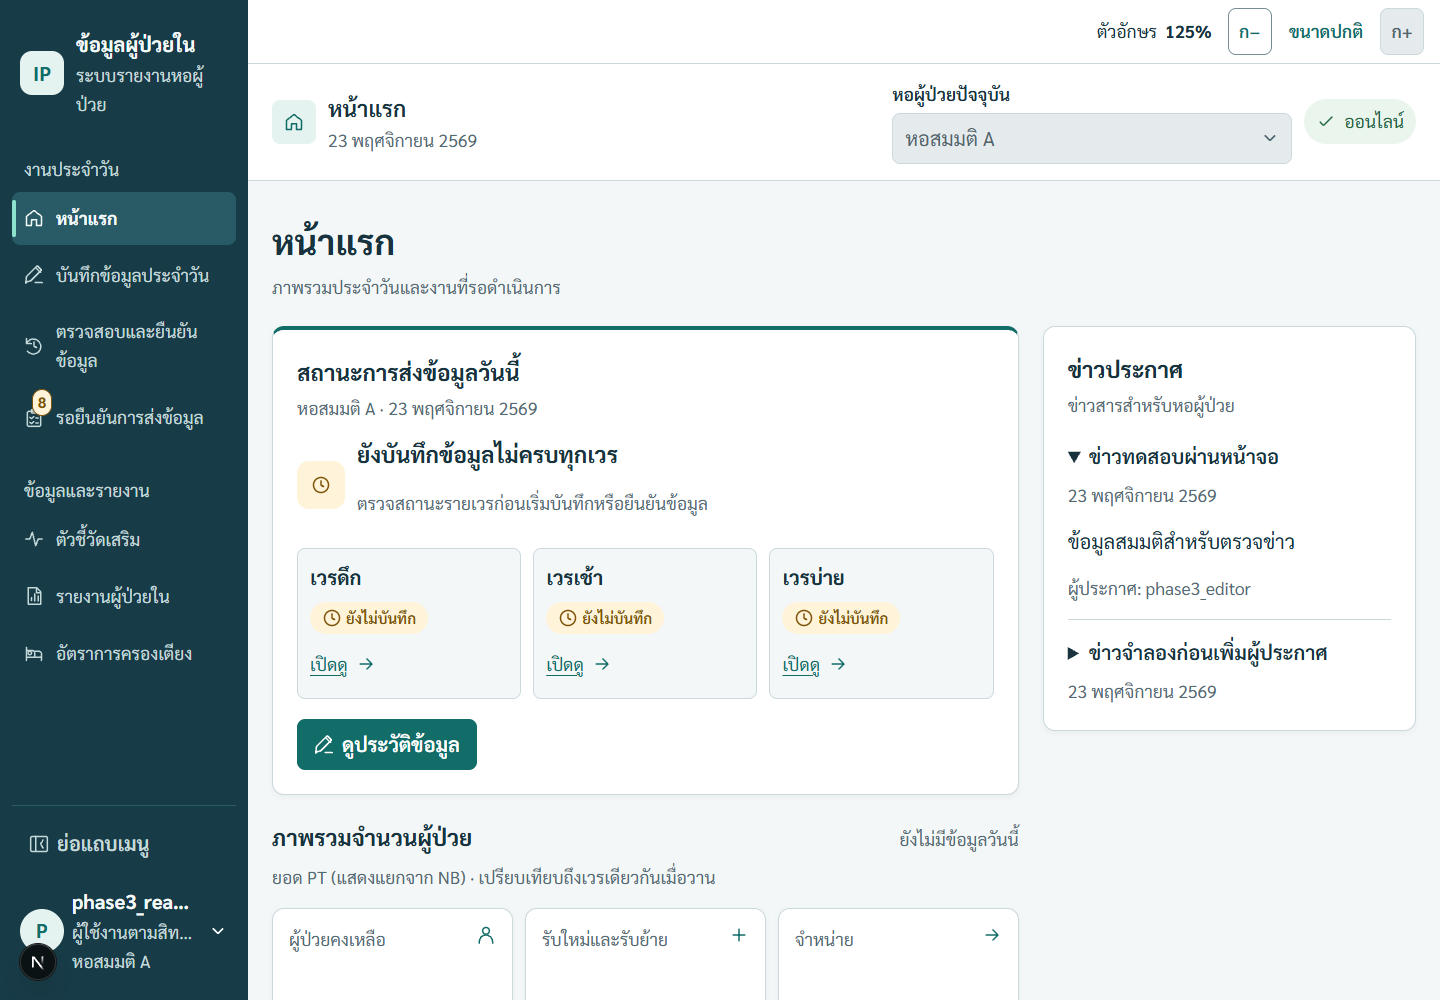 IP
ข้อมูลผู้ป่วยใน
ระบบรายงานหอผู้
ป่วย
งานประจำวัน
หน้าแรก
บันทึกข้อมูลประจำวัน
ตรวจสอบและยืนยัน
ข้อมูล
8
รอยืนยันการส่งข้อมูล
ข้อมูลและรายงาน
ตัวชี้วัดเสริม
รายงานผู้ป่วยใน
อัตราการครองเตียง
ย่อแถบเมนู
P
phase3_rea...
ผู้ใช้งานตามสิท...
หอสมมติ A
N
ตัวอักษร 125% ก− ขนาดปกติ ก+
หน้าแรก
23 พฤศจิกายน 2569
หอผู้ป่วยปัจจุบัน
หอสมมติ A
ออนไลน์
หน้าแรก
ภาพรวมประจำวันและงานที่รอดำเนินการ
สถานะการส่งข้อมูลวันนี้
หอสมมติ A · 23 พฤศจิกายน 2569
ยังบันทึกข้อมูลไม่ครบทุกเวร
ตรวจสถานะรายเวรก่อนเริ่มบันทึกหรือยืนยันข้อมูล
เวรดึก
ยังไม่บันทึก
เปิดดู →
เวรเช้า
ยังไม่บันทึก
เปิดดู →
เวรบ่าย
ยังไม่บันทึก
เปิดดู →
ดูประวัติข้อมูล
ภาพรวมจำนวนผู้ป่วย
ยังไม่มีข้อมูลวันนี้
ยอด PT (แสดงแยกจาก NB) · เปรียบเทียบถึงเวรเดียวกันเมื่อวาน
ผู้ป่วยคงเหลือ
รับใหม่และรับย้าย
จำหน่าย
ข่าวประกาศ
ข่าวสารสำหรับหอผู้ป่วย
▼ ข่าวทดสอบผ่านหน้าจอ
23 พฤศจิกายน 2569
ข้อมูลสมมติสำหรับตรวจข่าว
ผู้ประกาศ: phase3_editor
▶ ข่าวจำลองก่อนเพิ่มผู้ประกาศ
23 พฤศจิกายน 2569